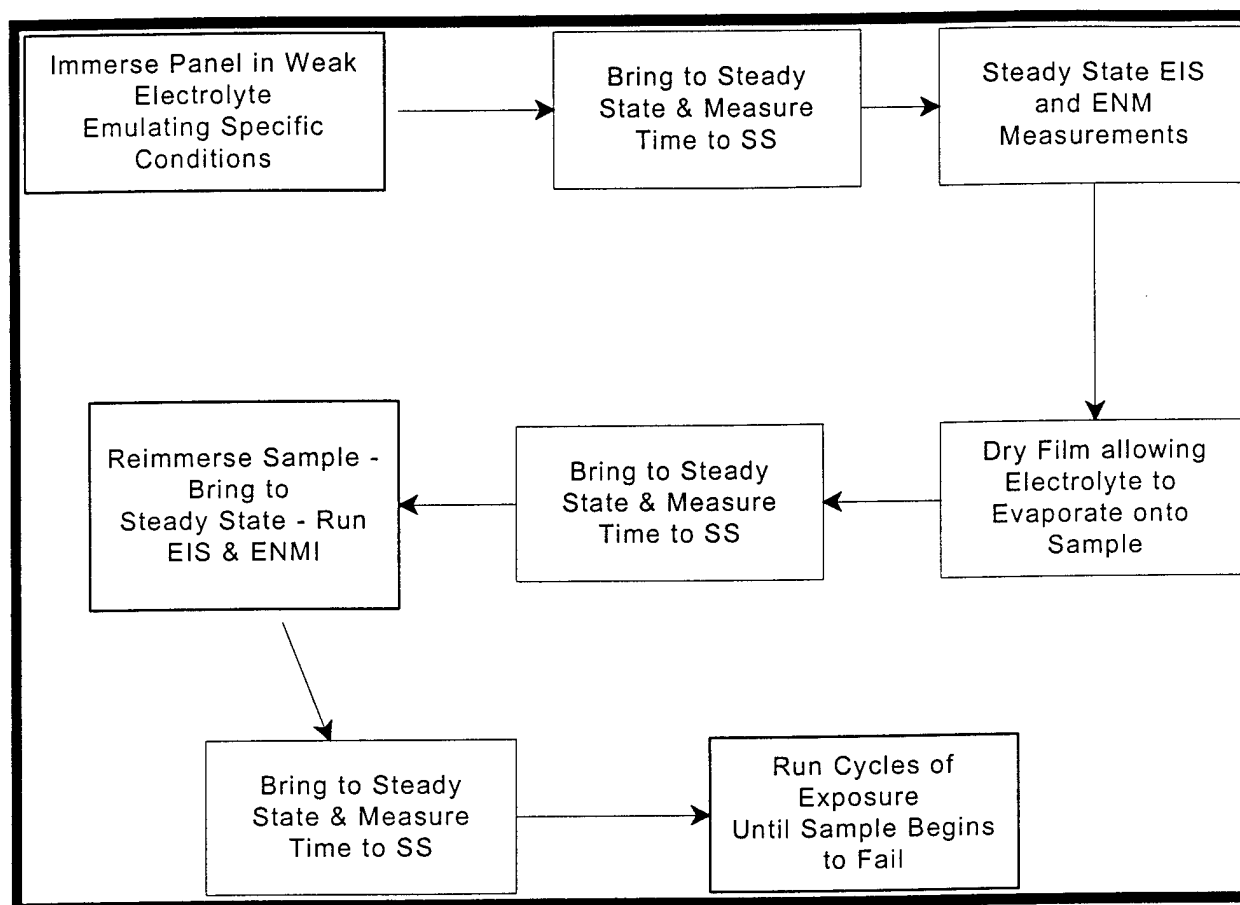 Immerse Panel in Weak
Electrolyte
Emulating Specific
Conditions
Bring to Steady
State & Measure
Time to SS
Steady State EIS
and ENM
Measurements
Dry Film allowing
Electrolyte to
Evaporate onto
Sample
Bring to Steady
State & Measure
Time to SS
Reimmerse Sample -
Bring to
Steady State - Run
EIS & ENMI
Bring to Steady
State & Measure
Time to SS
Run Cycles of
Exposure
Until Sample Begins
to Fail